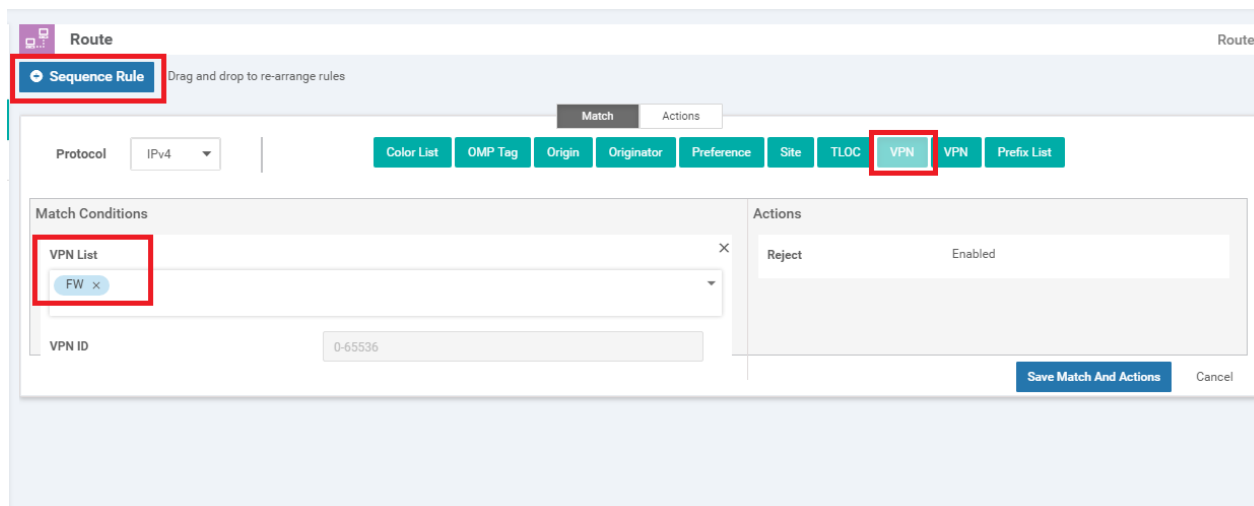 Route
Route
Sequence Rule Drag and drop to re-arrange rules
Match Actions
Protocol IPv4 Color List OMP Tag Origin Originator Preference Site TLOC VPN VPN Prefix List
Match Conditions Actions
VPN List Reject Enabled
FW
VPN ID 0-65536
Save Match And Actions Cancel